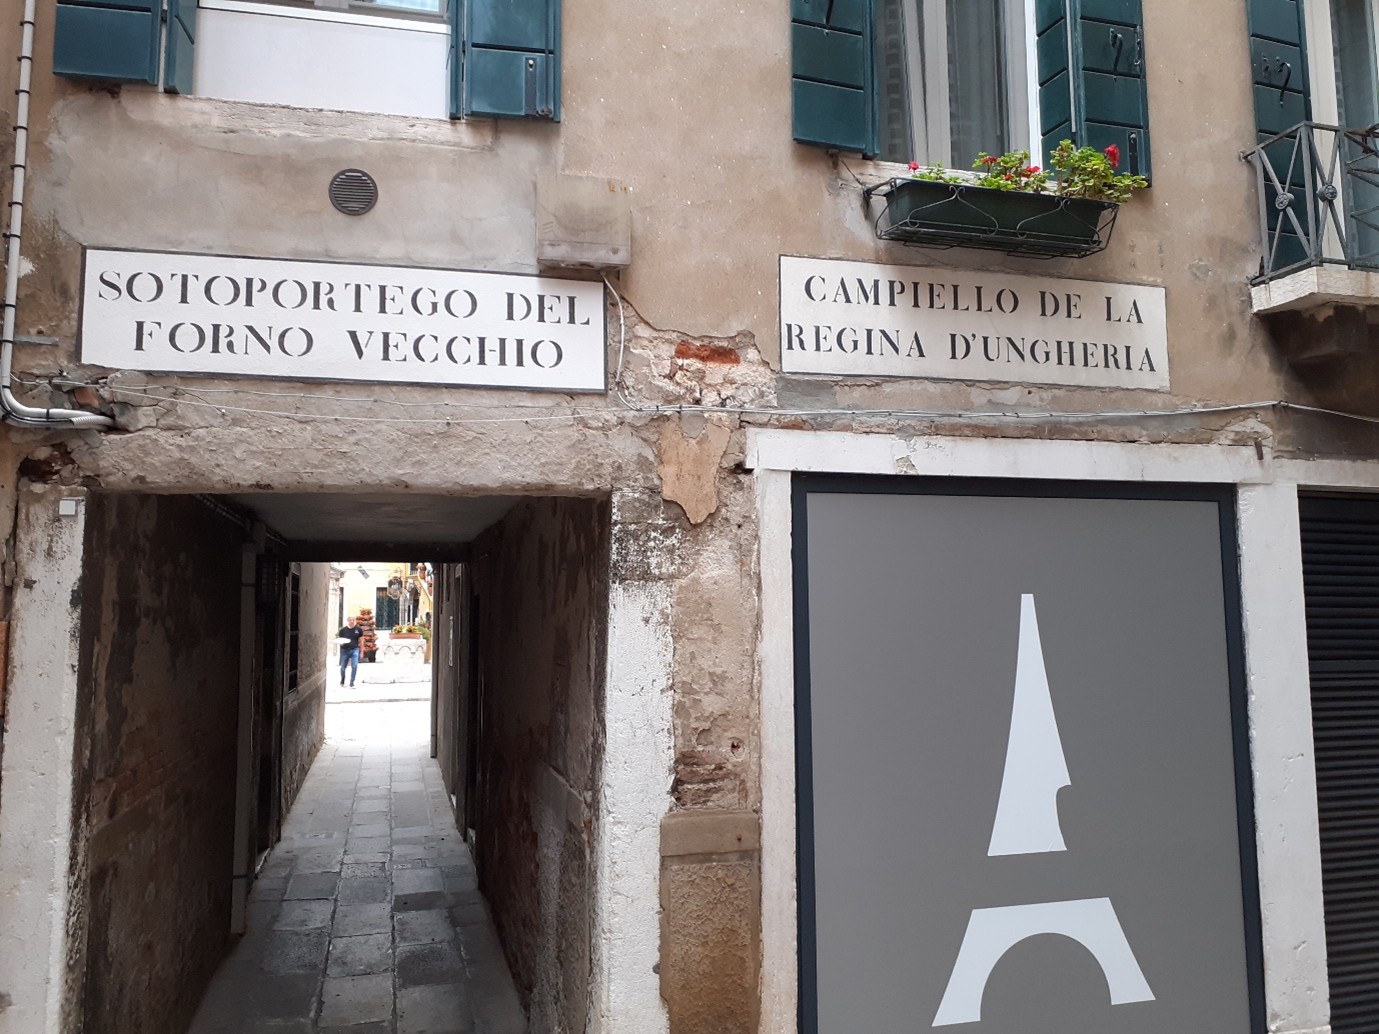 SOTOPORTEGO DEL
FORNO VECCHIO
CAMPIELLO DE LA
REGINA D'UNGHERIA